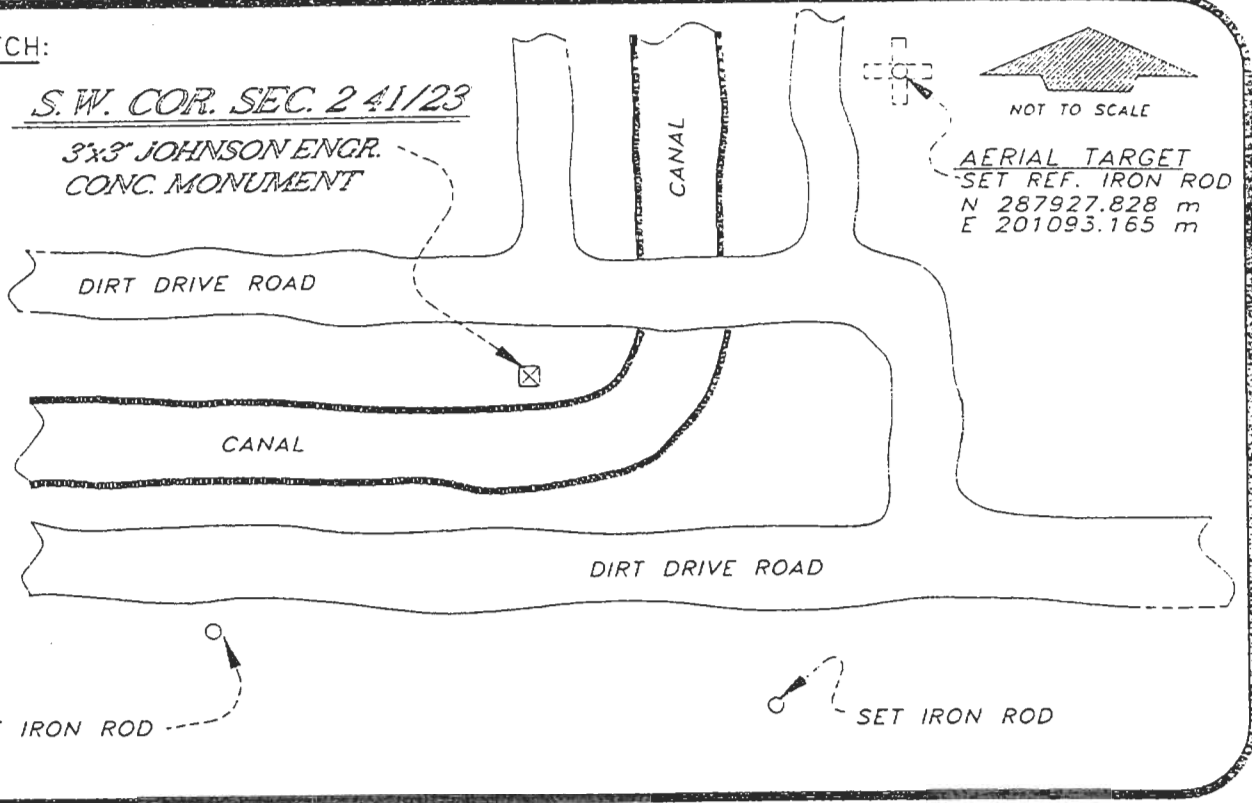 TCH:
S.W. COR. SEC. 2 41/23
3"x3" JOHNSON ENGR.
CONC. MONUMENT
CANAL
NOT TO SCALE
AERIAL TARGET
SET REF. IRON ROD
N 287927.828 m
E 201093.165 m
DIRT DRIVE ROAD
CANAL
DIRT DRIVE ROAD
IRON ROD
SET IRON ROD